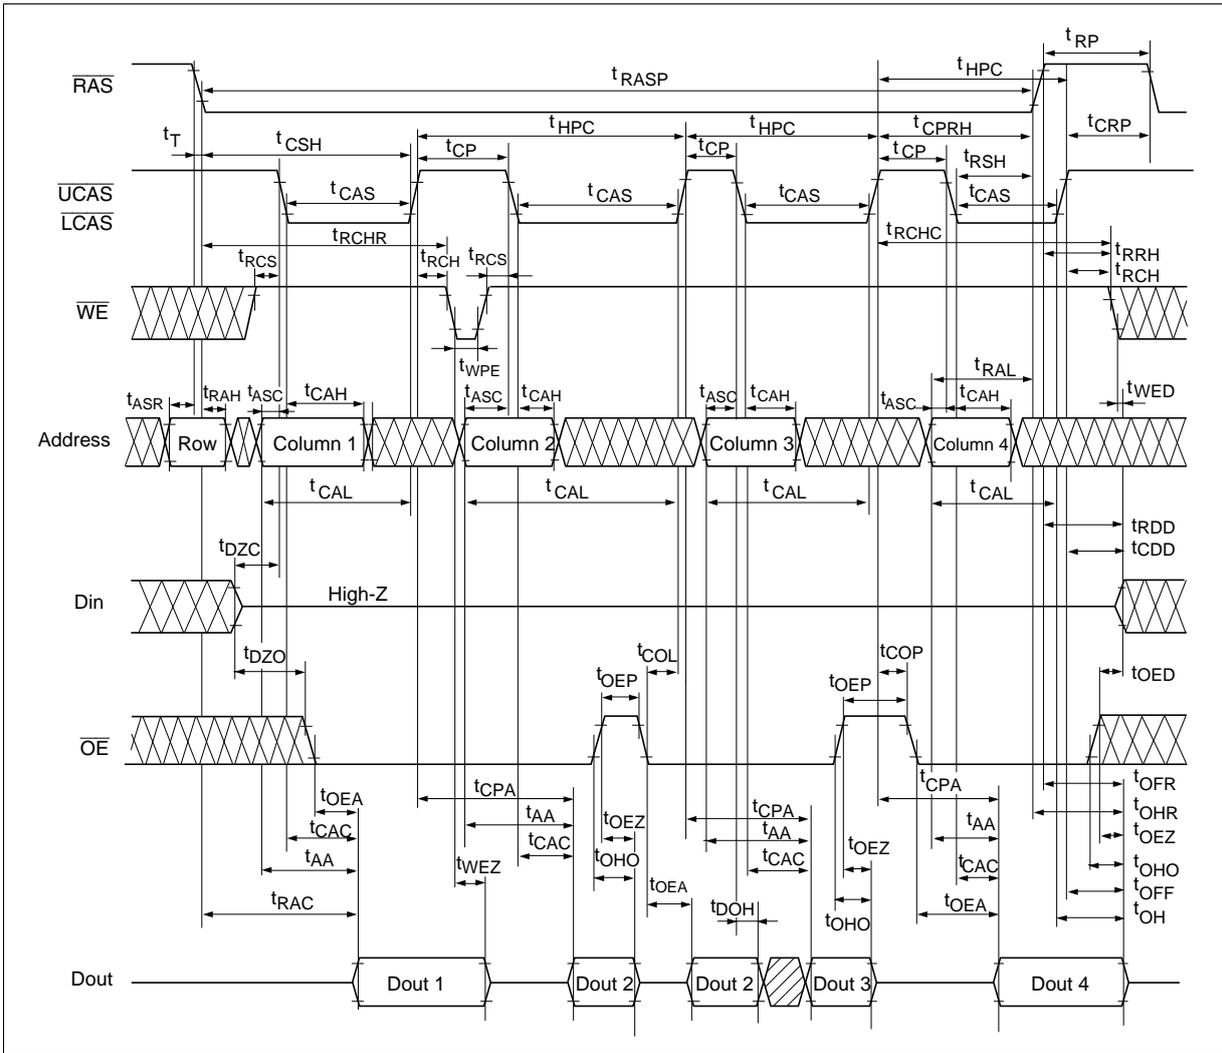 tRP
tHPC
RAS
tRASP
tT
tCSH
tHPC
tHPC
tCPRH
tCRP
tCP
tCP
tCP
tRSH
UCAS
LCAS
tCAS
tCAS
tCAS
tCAS
tRCHR
tRCHC
tRCS
tRCH
tRCS
tRRH
tRCH
WE
tWPE
tRAL
tWED
tASR
tRAH
tASC
tCAH
tASC
tCAH
tASC
tCAH
tASC
tCAH
Address
Row
Column 1
Column 2
Column 3
Column 4
tCAL
tCAL
tCAL
tCAL
tRDD
tDZC
tCDD
Din
High-Z
tDZO
tCOL
tCOP
tOED
tOEP
tOEP
OE
tOEA
tCPA
tCPA
tCPA
tOFR
tCAC
tAA
tOEZ
tAA
tOEZ
tAA
tOHR
tOEZ
tAA
tCAC
tOHO
tCAC
tCAC
tOHO
tWEZ
tOEA
tOFF
tRAC
tDOH
tOHO
tOEA
tOH
Dout
Dout 1
Dout 2
Dout 2
Dout 3
Dout 4